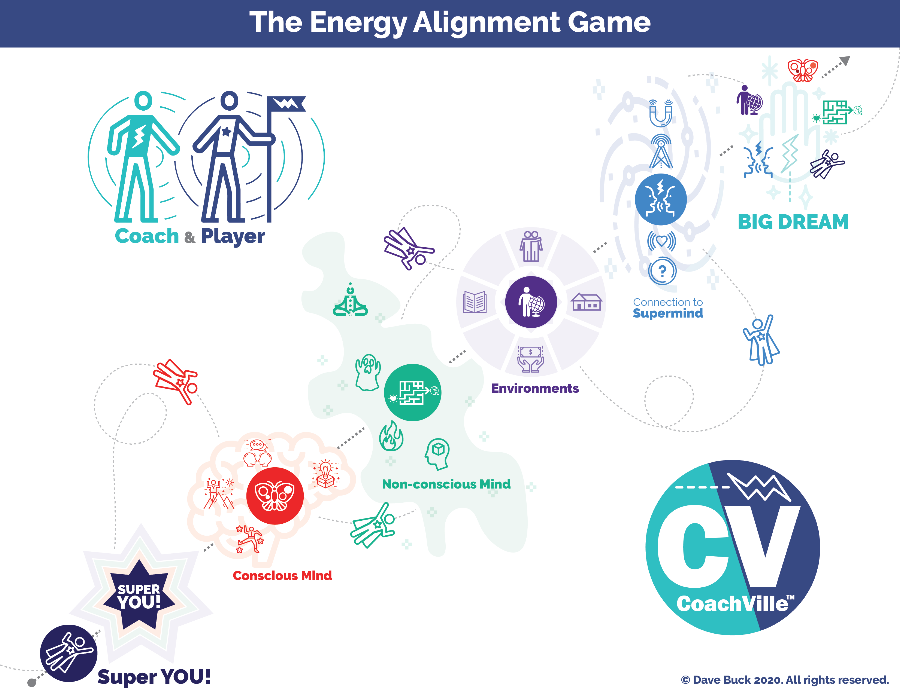 The Energy Alignment Game
Coach & Player
BIG DREAM
Connection to
Supermind
?
Environments
$
Non-conscious Mind
Conscious Mind
SUPER
YOU!
Super YOU!
CV
CoachVille™
© Dave Buck 2020. All rights reserved.